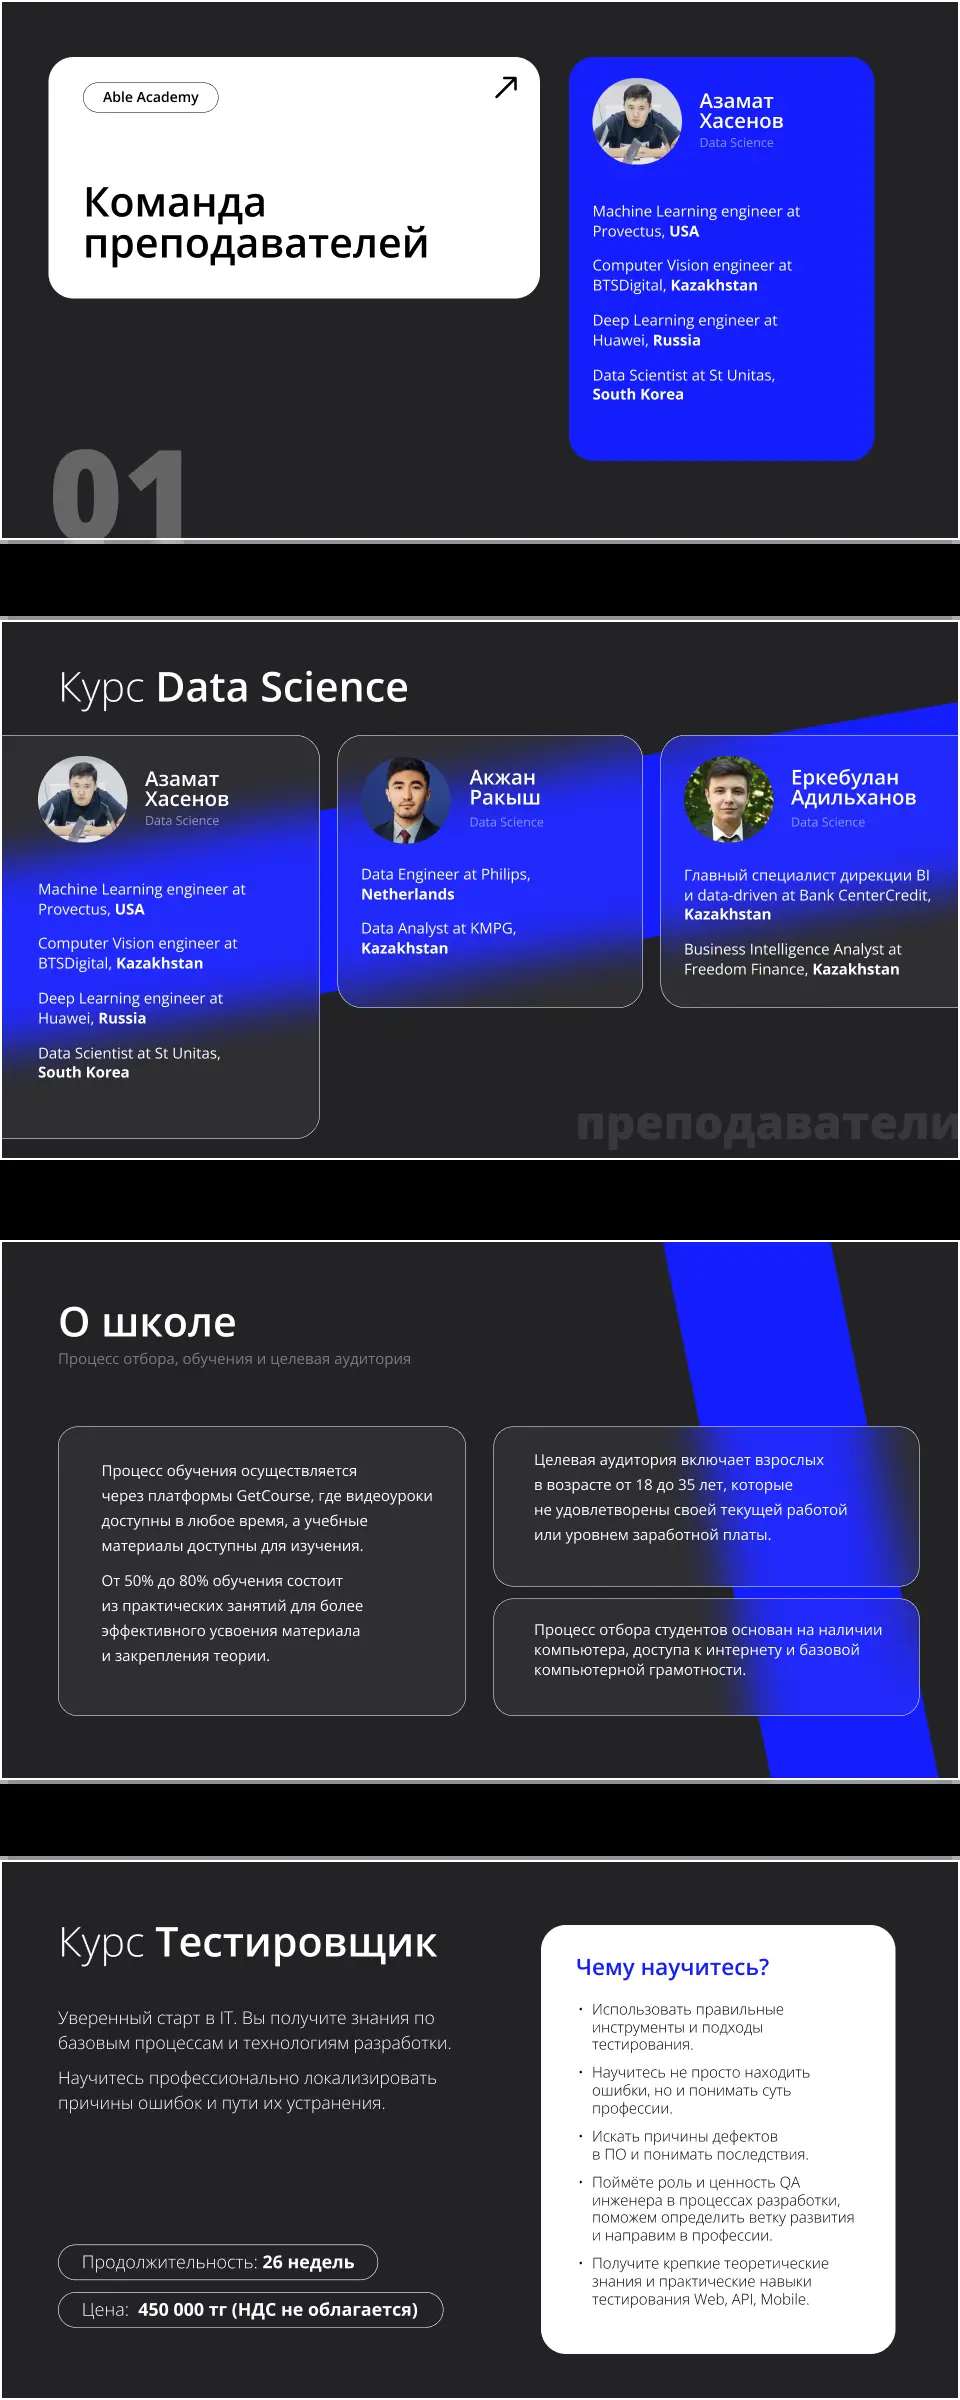 Able Academy
Команда
преподавателей
01
Азамат
Хасенов
Data Science
Machine Learning engineer at
Provectus, USA
Computer Vision engineer at
BTSDigital, Kazakhstan
Deep Learning engineer at
Huawei, Russia
Data Scientist at St Unitas,
South Korea
Курс Data Science
Азамат
Хасенов
Data Science
Machine Learning engineer at
Provectus, USA
Computer Vision engineer at
BTSDigital, Kazakhstan
Deep Learning engineer at
Huawei, Russia
Data Scientist at St Unitas,
South Korea
Акжан
Ракыш
Data Science
Data Engineer at Philips,
Netherlands
Data Analyst at KMPG,
Kazakhstan
Еркебулан
Адильханов
Data Science
Главный специалист дирекции BI
и data-driven at Bank CenterCredit,
Kazakhstan
Business Intelligence Analyst at
Freedom Finance, Kazakhstan
преподаватели
О школе
Процесс отбора, обучения и целевая аудитория
Процесс обучения осуществляется
через платформы GetCourse, где видеоуроки
доступны в любое время, а учебные
материалы доступны для изучения.
От 50% до 80% обучения состоит
из практических занятий для более
эффективного усвоения материала
и закрепления теории.
Целевая аудитория включает взрослых
в возрасте от 18 до 35 лет, которые
не удовлетворены своей текущей работой
или уровнем заработной платы.
Процесс отбора студентов основан на наличии
компьютера, доступа к интернету и базовой
компьютерной грамотности.
Курс Тестировщик
Уверенный старт в IT. Вы получите знания по
базовым процессам и технологиям разработки.
Научитесь профессионально локализировать
причины ошибок и пути их устранения.
Продолжительность: 26 недель
Цена: 450 000 тг (НДС не облагается)
Чему научитесь?
• Использовать правильные
инструменты и подходы
тестирования.
• Научитесь не просто находить
ошибки, но и понимать суть
профессии.
• Искать причины дефектов
в ПО и понимать последствия.
• Поймёте роль и ценность QA
инженера в процессах разработки,
поможем определить ветку развития
и направим в профессии.
• Получите крепкие теоретические
знания и практические навыки
тестирования Web, API, Mobile.